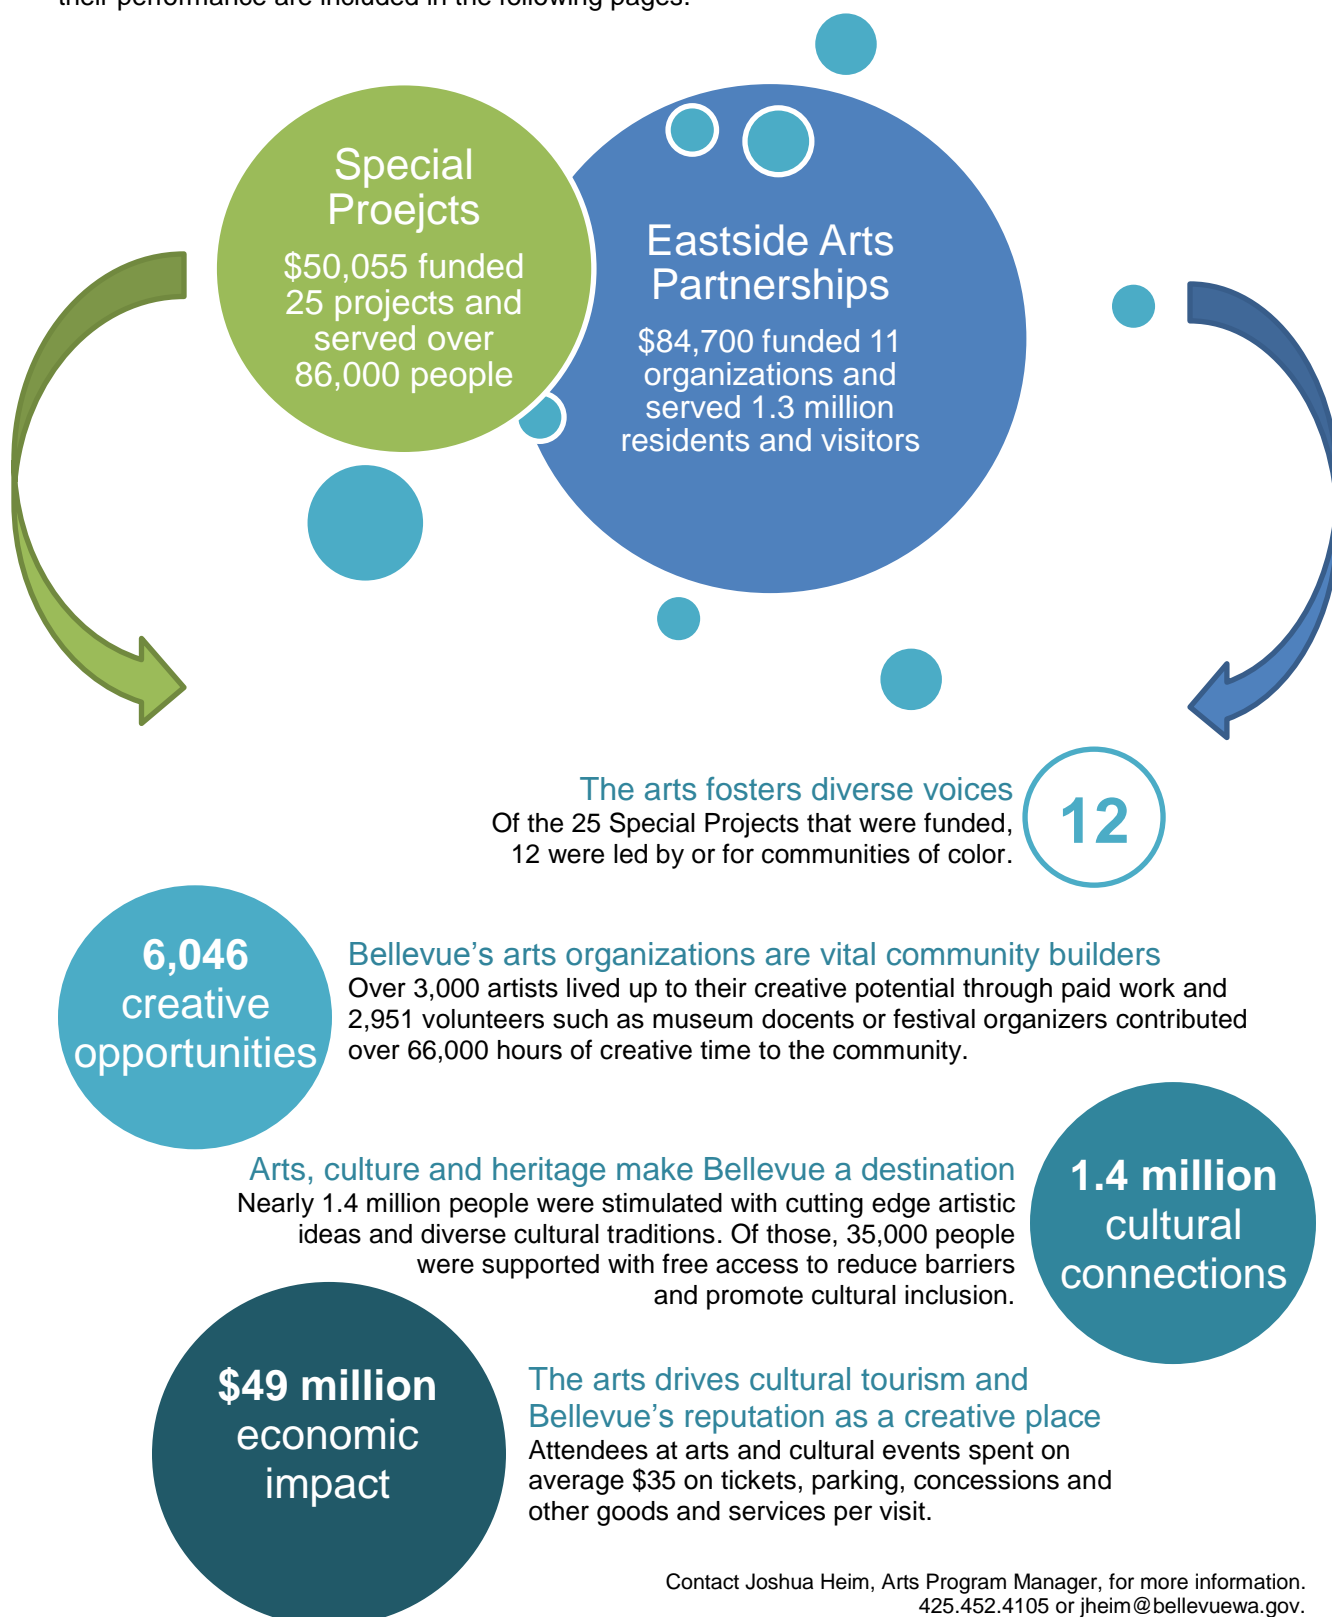 their performance are included in the following pages.
Special
Proejcts
$50,055 funded
25 projects and
served over
86,000 people
Eastside Arts
Partnerships
$84,700 funded 11
organizations and
served 1.3 million
residents and visitors
The arts fosters diverse voices
Of the 25 Special Projects that were funded,
12 were led by or for communities of color.
12
6,046
creative
opportunities
Bellevue’s arts organizations are vital community builders
Over 3,000 artists lived up to their creative potential through paid work and
2,951 volunteers such as museum docents or festival organizers contributed
over 66,000 hours of creative time to the community.
Arts, culture and heritage make Bellevue a destination
Nearly 1.4 million people were stimulated with cutting edge artistic
ideas and diverse cultural traditions. Of those, 35,000 people
were supported with free access to reduce barriers
and promote cultural inclusion.
1.4 million
cultural
connections
$49 million
economic
impact
The arts drives cultural tourism and
Bellevue’s reputation as a creative place
Attendees at arts and cultural events spent on
average $35 on tickets, parking, concessions and
other goods and services per visit.
Contact Joshua Heim, Arts Program Manager, for more information.
425.452.4105 or jheim@bellevuewa.gov.